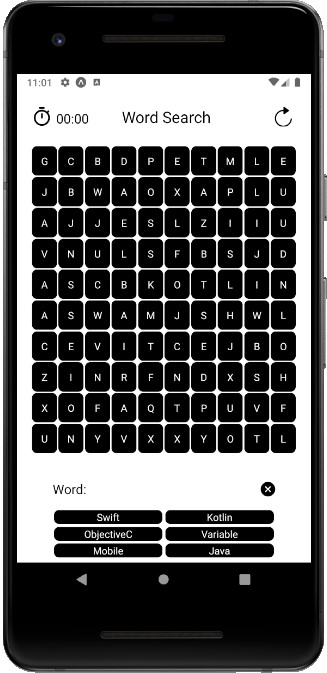 11:01
00:00 Word Search
G C B D P E T M L E
J B W A O X A P L U
A J J E S L Z I I U
V N U L S F B S J D
A S C B K O T L I N
A S W A M J S H W L
C E V I T C E J B O
Z I N R F N D X S H
X O F A Q T P U V F
U N Y V X X Y O T L
Word:
Swift Kotlin
ObjectiveC Variable
Mobile Java